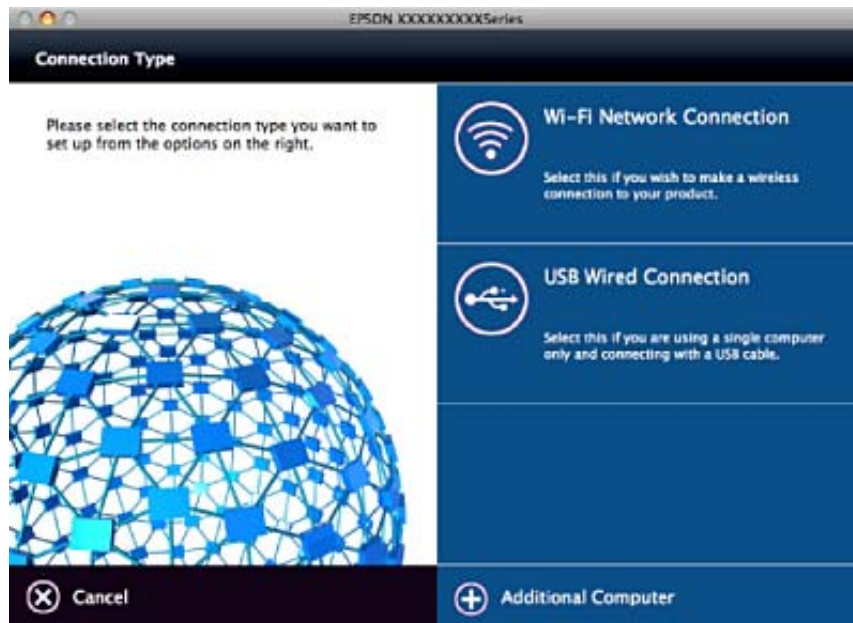 EPSON XXXXXXXXXSeries
Connection Type
Please select the connection type you want to
set up from the options on the right.
Wi-Fi Network Connection
Select this if you wish to make a wireless
connection to your product.
USB Wired Connection
Select this if you are using a single computer
only and connecting with a USB cable.
Cancel
Additional Computer